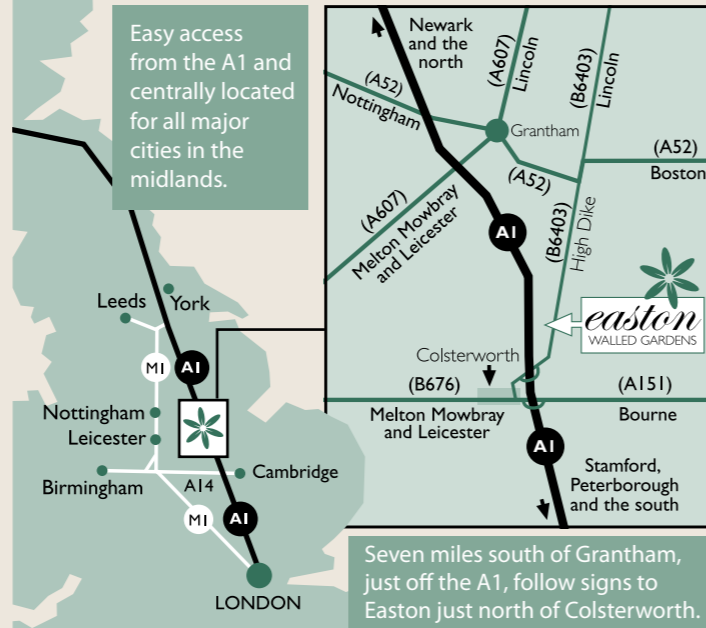 Easy access
from the A1 and
centrally located
for all major
cities in the
midlands.
Leeds
York
M1
A1
Nottingham
Leicester
Birmingham
A14
Cambridge
M1
A1
LONDON
Newark
and the
north
(A607)
Lincoln
(B6403)
Lincoln
(A52)
Nottingham
Grantham
(A52)
Boston
(A52)
(A607)
Melton Mowbray
and Leicester
A1
(B6403)
High Dike
easton
WALLED GARDENS
Colsterworth
(B676)
Melton Mowbray
and Leicester
(A151)
Bourne
A1
Stamford,
Peterborough
and the south
Seven miles south of Grantham,
just off the A1, follow signs to
Easton just north of Colsterworth.